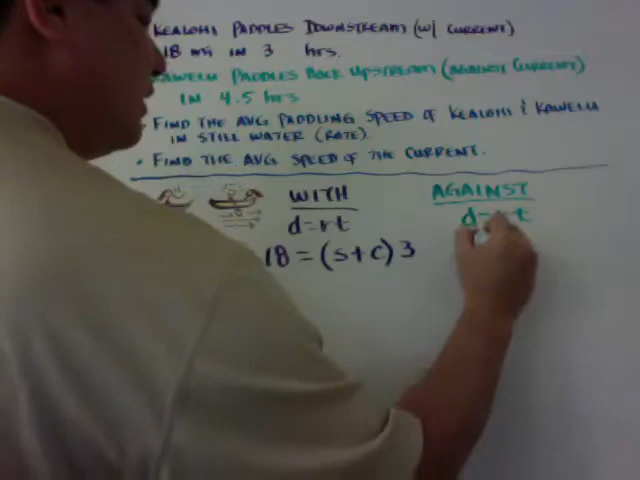 KEALOHI PADDLES DOWNSTREAM (W/ CURRENT)
18 mi IN 3 hrs.
PADDLES BACK UPSTREAM (AGAINST CURRENT)
IN 4.5 hrs
• FIND THE AVG PADDLING SPEED OF KEALOHI & KAWELA
IN STILL WATER (RATE).
• FIND THE AVG SPEED OF THE CURRENT.
WITH AGAINST
d=rt d=rt
18 = (s+c) 3